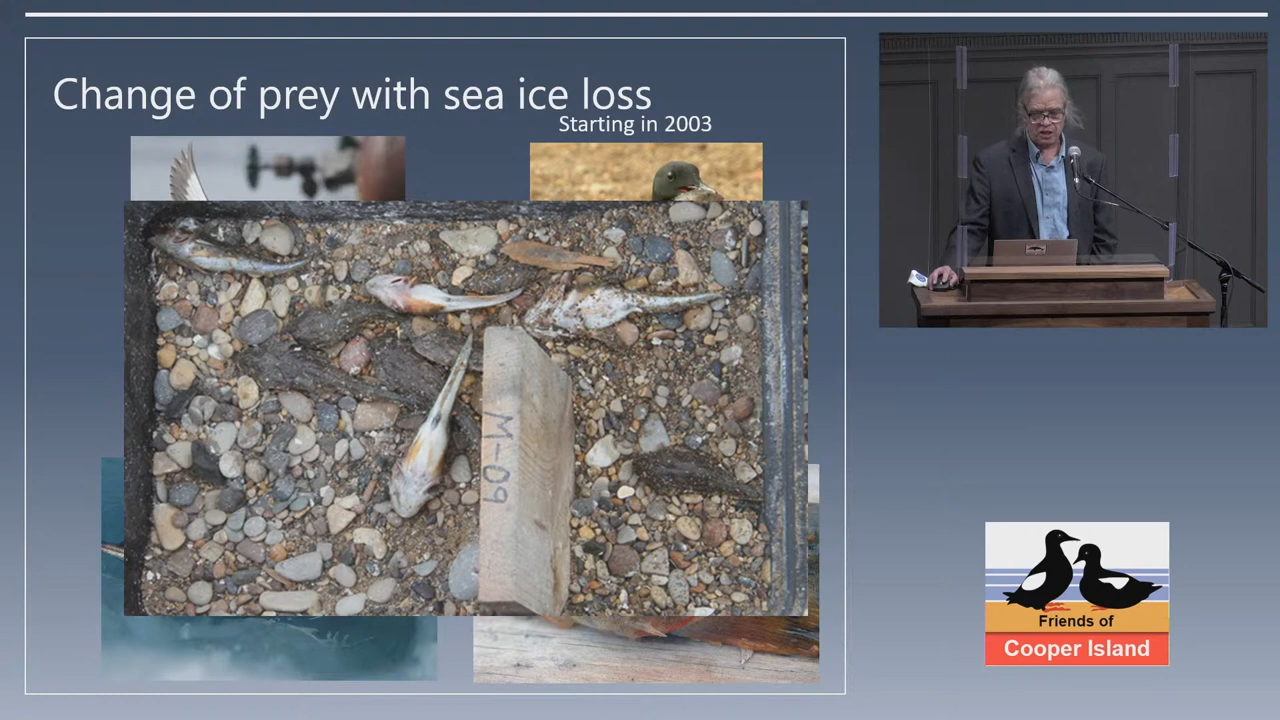 Change of prey with sea ice loss
Starting in 2003
M-09
Friends of
Cooper Island